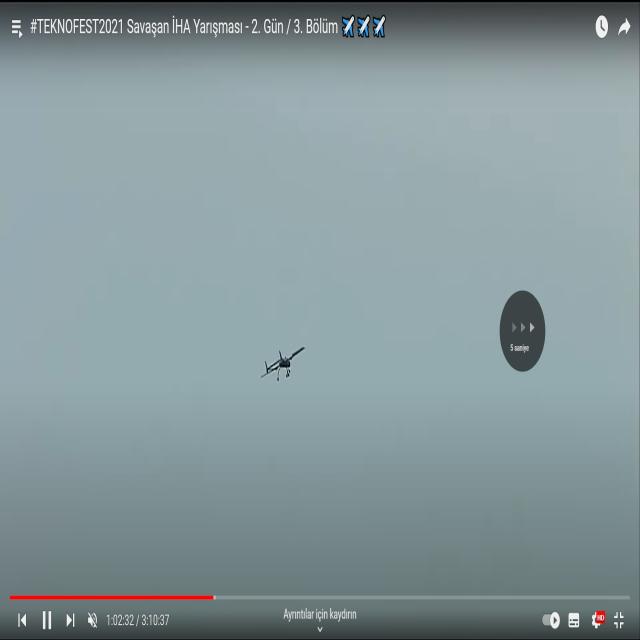 #TEKNOFEST2021 Savaşan İHA Yarışması - 2. Gün / 3. Bölüm ✈️✈️✈️
5 saniye
1:02:32 / 3:10:37
Ayrıntılar için kaydırın
HD